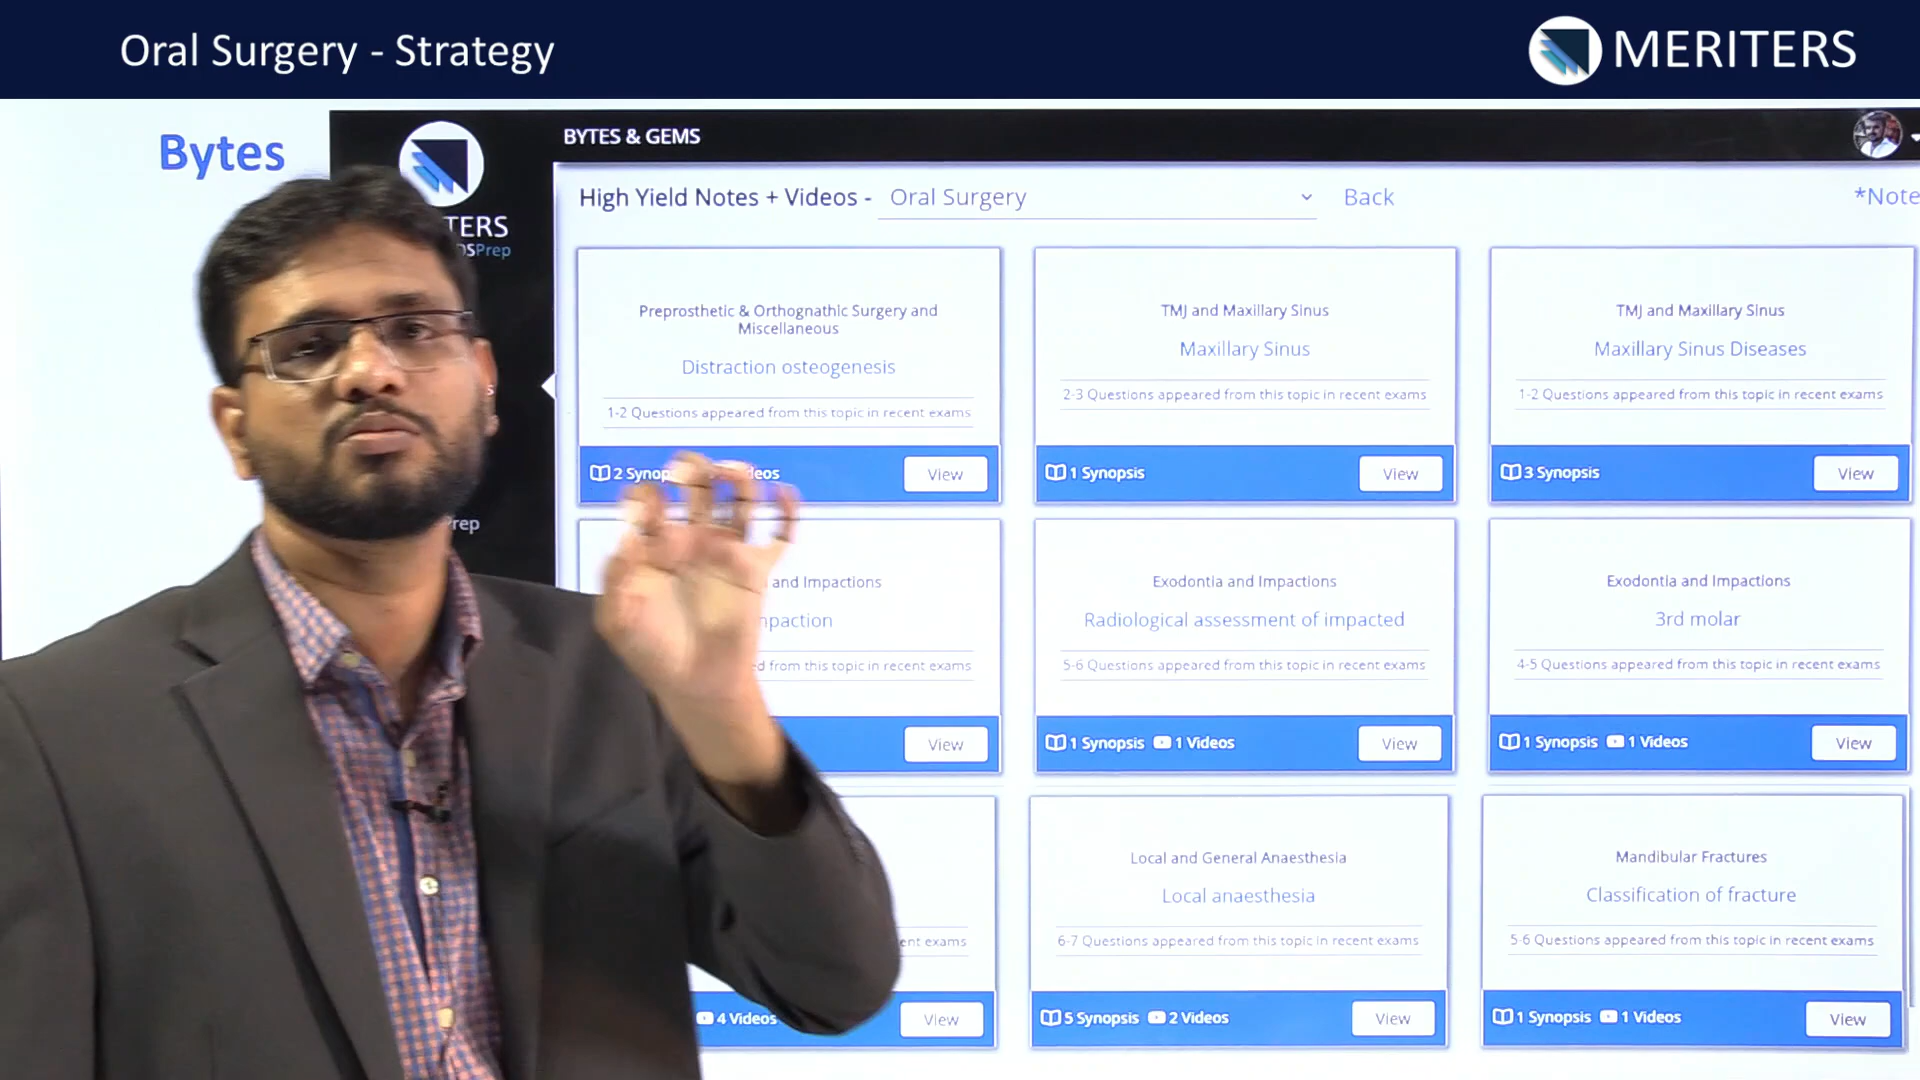 Oral Surgery - Strategy
MERITERS
Bytes
BYTES & GEMS
TERS
Prep
High Yield Notes + Videos - Oral Surgery
Back
*Note
Preprosthetic & Orthognathic Surgery and
Miscellaneous
Distraction osteogenesis
1-2 Questions appeared from this topic in recent exams
2
View
TMJ and Maxillary Sinus
Maxillary Sinus
2-3 Questions appeared from this topic in recent exams
1 Synopsis
View
TMJ and Maxillary Sinus
Maxillary Sinus Diseases
1-2 Questions appeared from this topic in recent exams
3 Synopsis
View
and Impactions
from this topic in recent exams
View
Exodontia and Impactions
Radiological assessment of impacted
5-6 Questions appeared from this topic in recent exams
1 Synopsis 1 Videos
View
Exodontia and Impactions
3rd molar
4-5 Questions appeared from this topic in recent exams
1 Synopsis 1 Videos
View
exams
4 Videos
View
Local and General Anaesthesia
Local anaesthesia
6-7 Questions appeared from this topic in recent exams
5 Synopsis 2 Videos
View
Mandibular Fractures
Classification of fracture
5-6 Questions appeared from this topic in recent exams
1 Synopsis 1 Videos
View